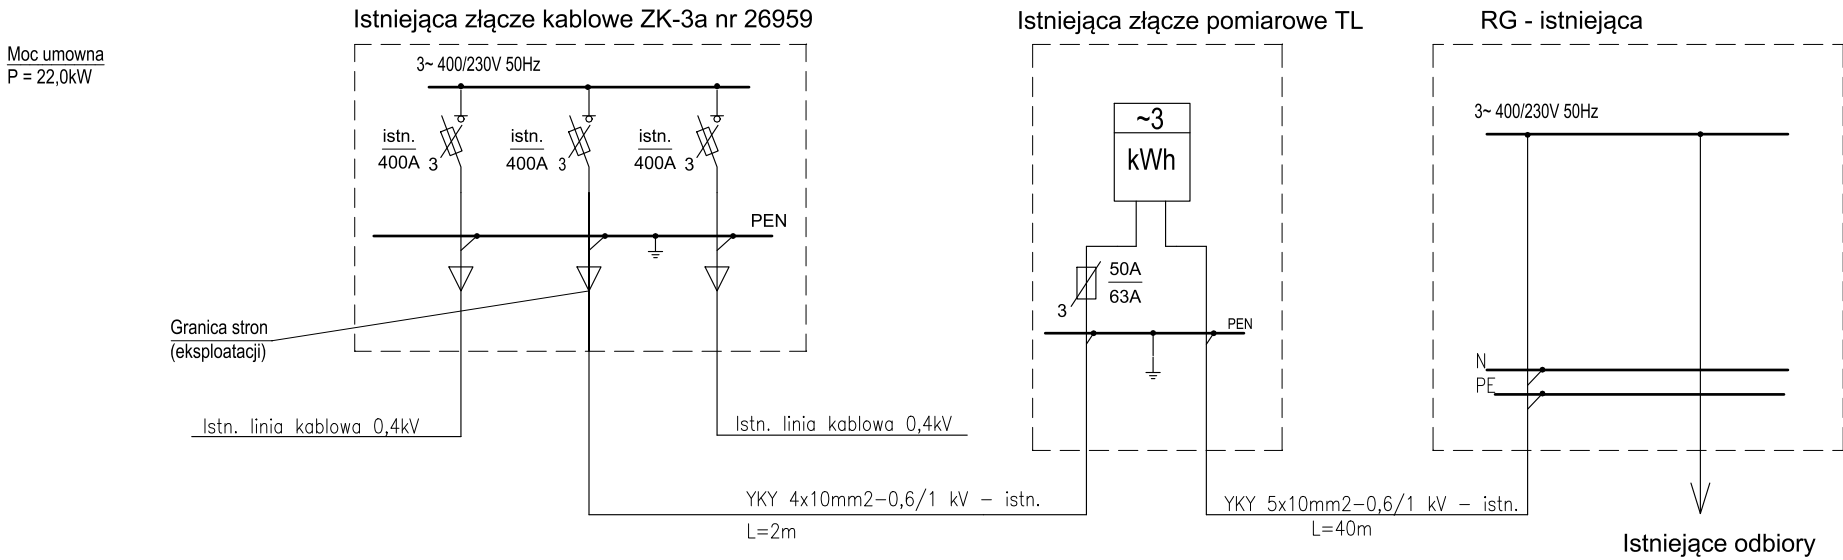 Moc umowna
P = 22,0kW
Istniejąca złącze kablowe ZK-3a nr 26959
3~ 400/230V 50Hz
istn.
400A
3
istn.
400A
3
istn.
400A
3
PEN
Granica stron
(eksploatacji)
Istn. linia kablowa 0,4kV
Istn. linia kablowa 0,4kV
YKY 4x10mm2-0,6/1 kV - istn.
L=2m
Istniejąca złącze pomiarowe TL
~3
kWh
50A
63A
3
PEN
YKY 5x10mm2-0,6/1 kV - istn.
L=40m
RG - istniejąca
3~ 400/230V 50Hz
N
PE
Istniejące odbiory